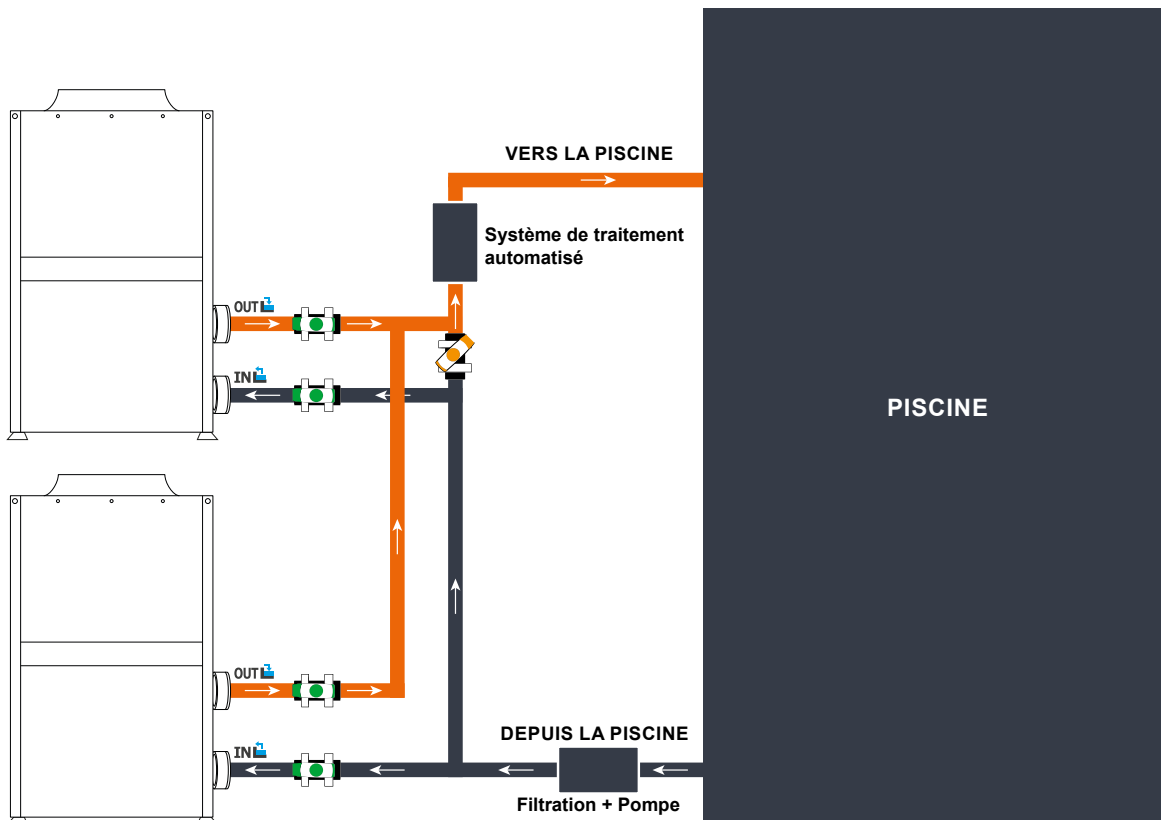 VERS LA PISCINE
Système de traitement
automatisé
OUT
IN
PISCINE
OUT
DEPUIS LA PISCINE
IN
Filtration + Pompe